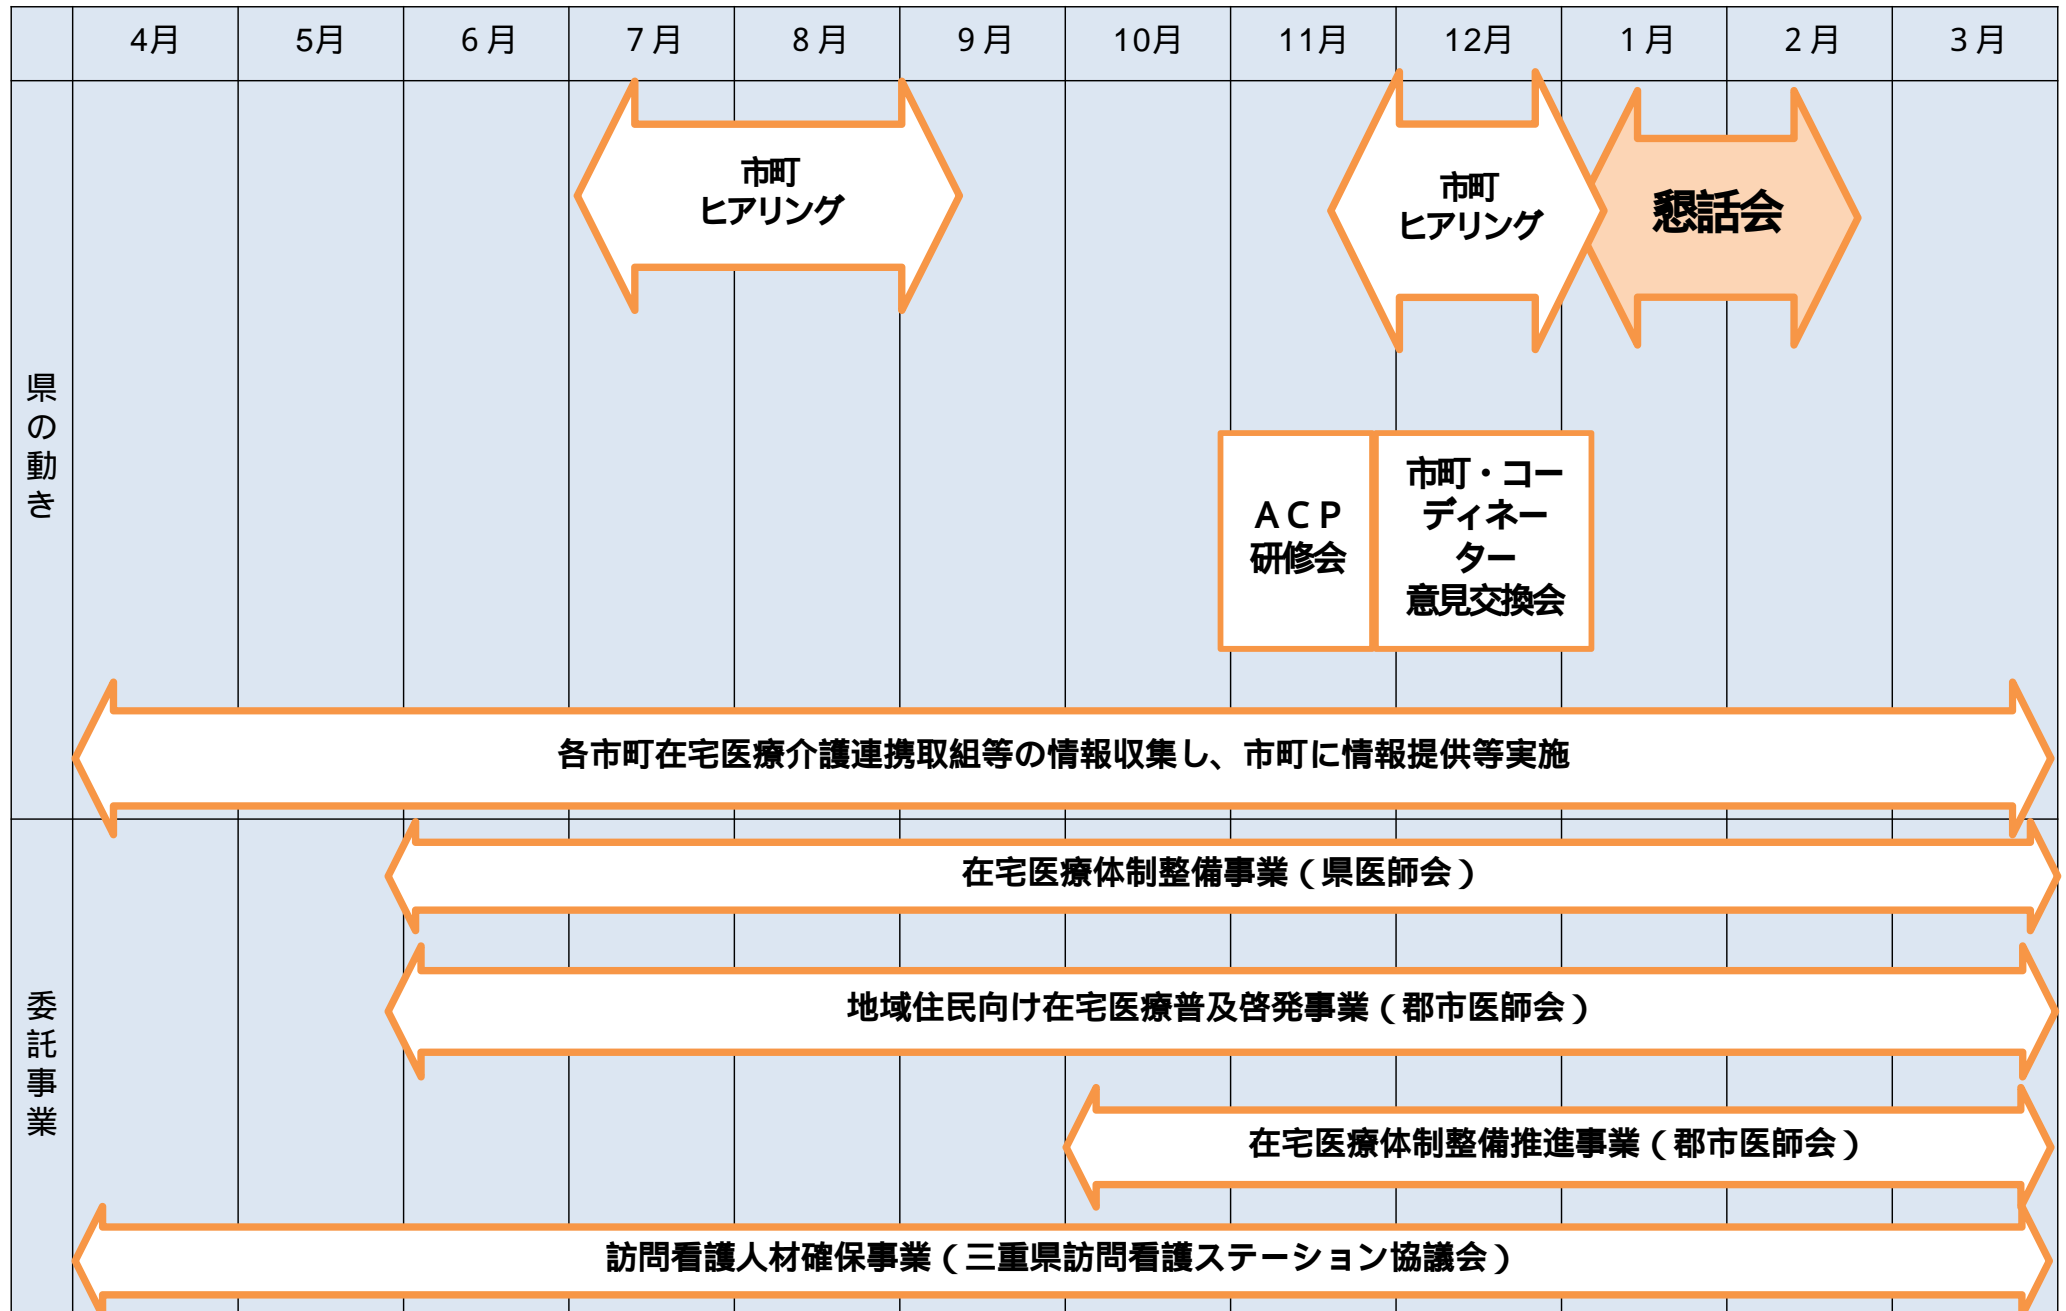 4月 5月 6月 7月 8月 9月 10月 11月 12月 1月 2月 3月
県の動き
市町
ヒアリング
市町
ヒアリング
懇話会
ACP
研修会
市町・コー
ディネー
ター
意見交換会
各市町在宅医療介護連携取組等の情報収集し、市町に情報提供等実施
委託事業
在宅医療体制整備事業(県医師会)
地域住民向け在宅医療普及啓発事業(郡市医師会)
在宅医療体制整備推進事業(郡市医師会)
訪問看護人材確保事業(三重県訪問看護ステーション協議会)